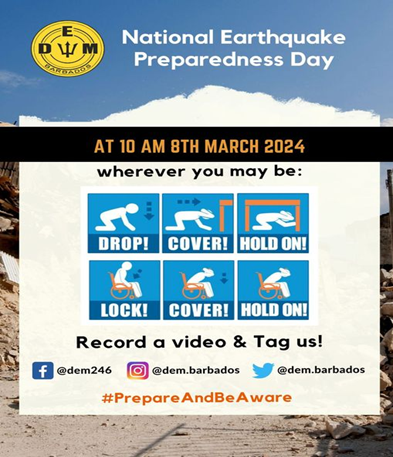 D E M
BARBADOS
National Earthquake
Preparedness Day
AT 10 AM 8TH MARCH 2024
wherever you may be:
DROP! COVER! HOLD ON!
LOCK! COVER! HOLD ON!
Record a video & Tag us!
@dem246 @dem.barbados @dem.barbados
#PrepareAndBeAware